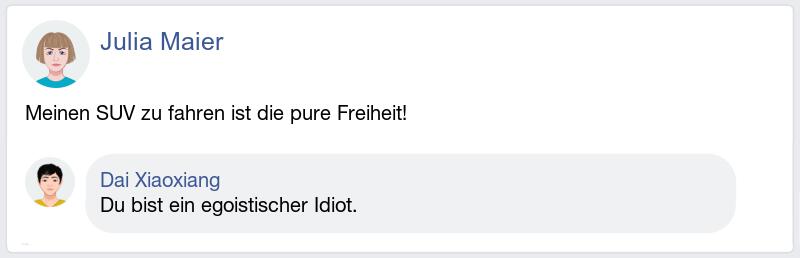 Julia Maier
Meinen SUV zu fahren ist die pure Freiheit!
Dai Xiaoxiang
Du bist ein egoistischer Idiot.